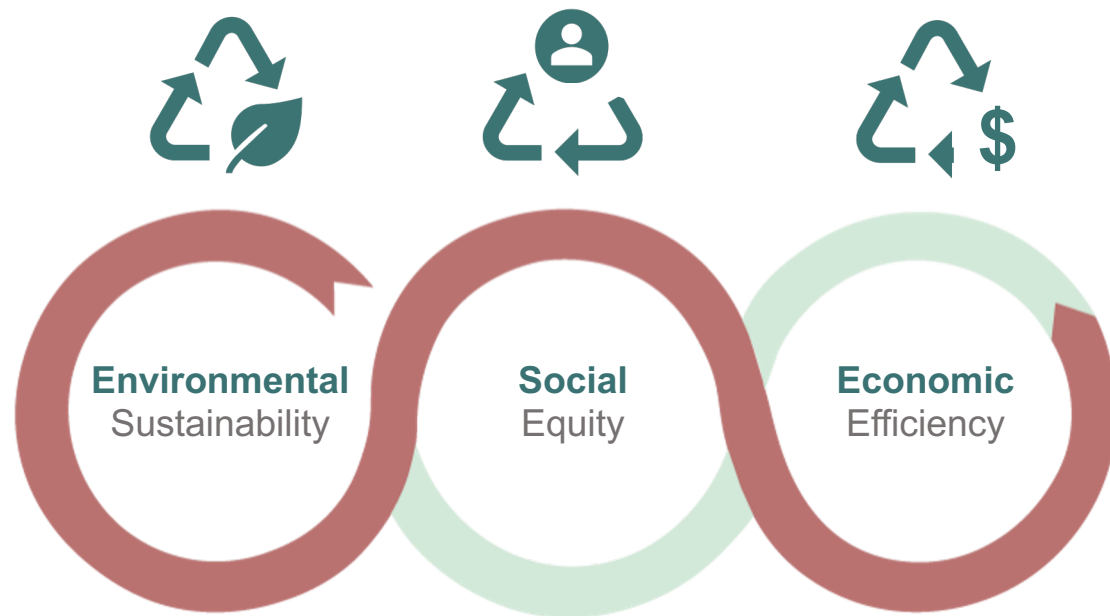 $
Environmental
Sustainability
Social
Equity
Economic
Efficiency